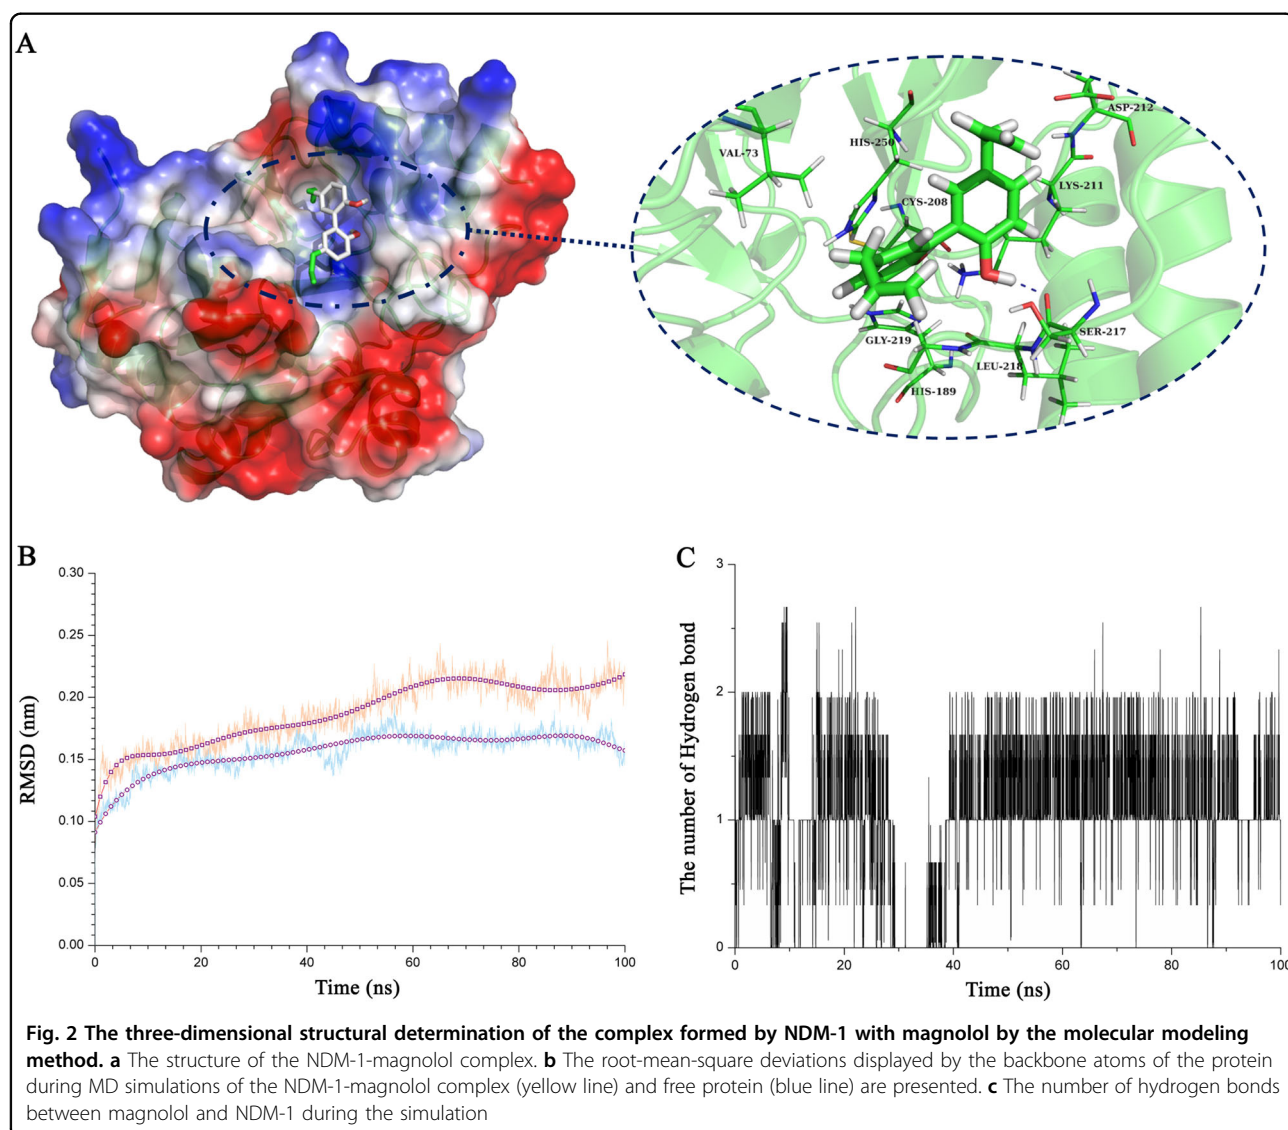 A
VAL-73
HIS-250
ASP-212
CYS-208
LYS-211
GLY-219
SER-217
LEU-218
HIS-189
B
0.30
0.25
0.20
0.15
0.10
0.05
0.00
RMSD (nm)
0 20 40 60 80 100
Time (ns)
C
3
2
1
0
The number of Hydrogen bond
0 20 40 60 80 100
Time (ns)
Fig. 2 The three-dimensional structural determination of the complex formed by NDM-1 with magnolol by the molecular modeling
method. a The structure of the NDM-1-magnolol complex. b The root-mean-square deviations displayed by the backbone atoms of the protein
during MD simulations of the NDM-1-magnolol complex (yellow line) and free protein (blue line) are presented. c The number of hydrogen bonds
between magnolol and NDM-1 during the simulation